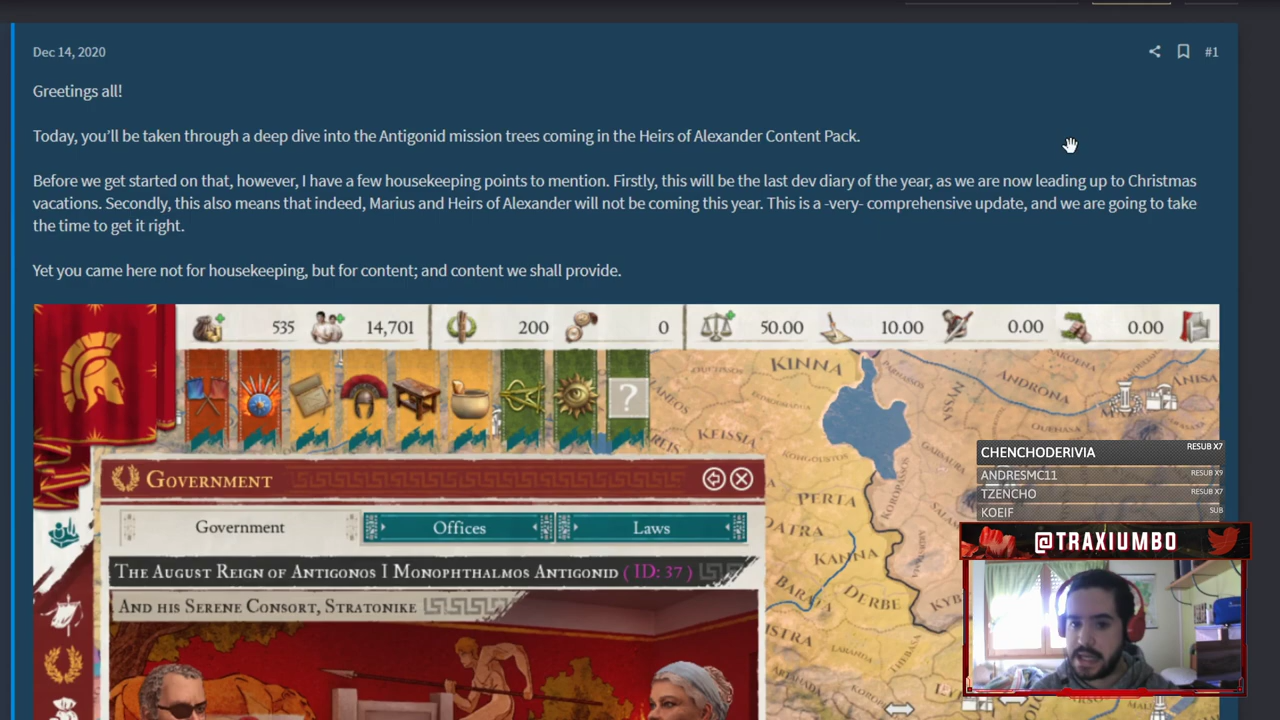 Dec 14, 2020
#1
Greetings all!
Today, you'll be taken through a deep dive into the Antigonid mission trees coming in the Heirs of Alexander Content Pack.
Before we get started on that, however, I have a few housekeeping points to mention. Firstly, this will be the last dev diary of the year, as we are now leading up to Christmas
vacations. Secondly, this also means that indeed, Marius and Heirs of Alexander will not be coming this year. This is a -very- comprehensive update, and we are going to take
the time to get it right.
Yet you came here not for housekeeping, but for content; and content we shall provide.
535 14,701 200 0 50.00 10.00 0.00 0.00
?
KINNA
ANDRONA
ANISA
KEISSIA
PERTA
KANNA
DERBE
Government
Government Offices Laws
The August Reign of Antigonos I Monophthalmos Antigonid ( ID: 37 )
And his Serene Consort, Stratonike
CHENCHODERIVIA RESUB X7
ANDRESMC11 RESUB X9
TZENCHO RESUB X7
KOEIF SUB
@TRAXIUMBO